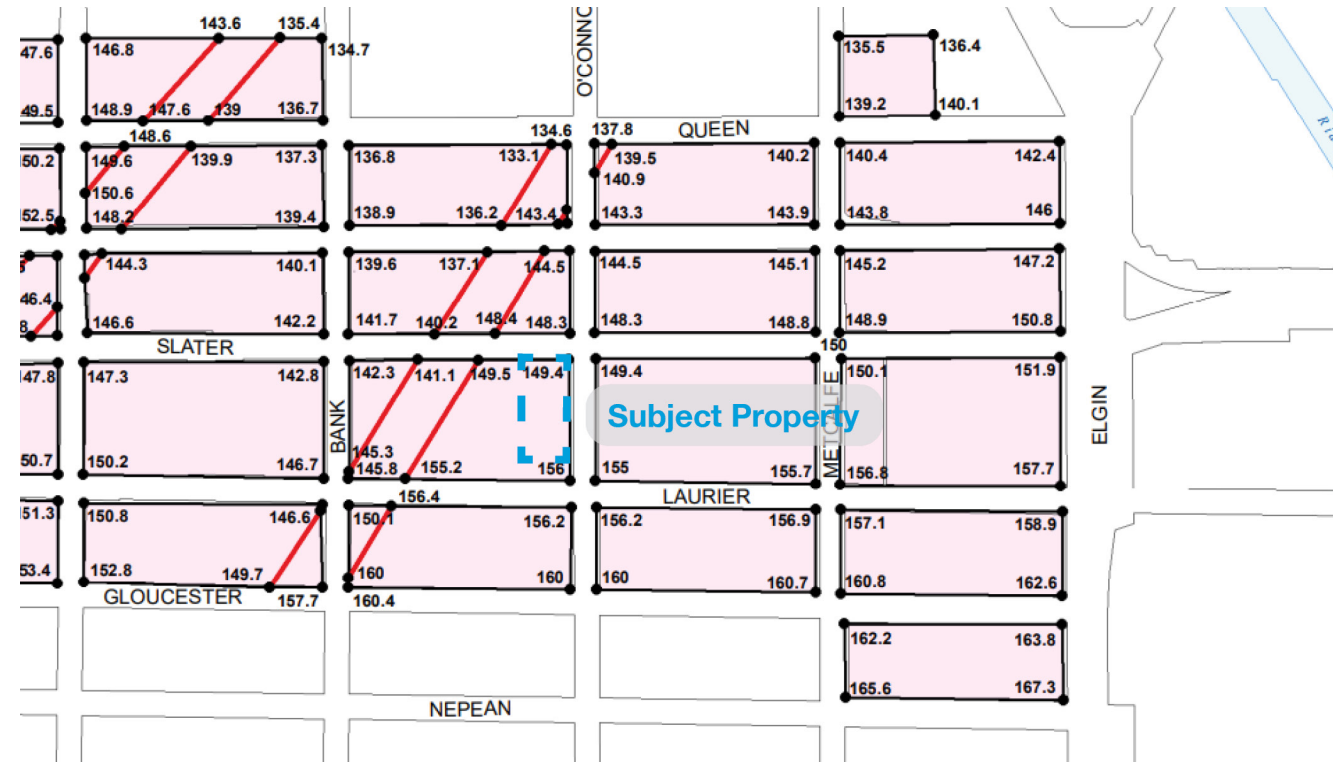 143.6 135.4 O'CONNO
47.6 146.8 134.7 135.5 136.4
49.5 148.9 147.6 139 136.7 139.2 140.1
148.6 134.6 137.8 QUEEN
50.2 149.6 139.9 137.3 136.8 133.1 139.5 140.2 140.4 142.4
150.6 140.9
52.5 148.2 139.4 138.9 136.2 143.4 143.3 143.9 143.8 146
144.3 140.1 139.6 137.1 144.5 144.5 145.1 145.2 147.2
46.4
8 146.6 142.2 141.7 140.2 148.4 148.3 148.3 148.8 148.9 150.8
SLATER 150
47.8 147.3 142.8 142.3 141.1 149.5 149.4 149.4 150.1 151.9
BANK Subject Property METCALFE ELGIN
145.3
50.7 150.2 146.7 145.8 155.2 156 155 155.7 156.8 157.7
156.4 LAURIER
51.3 150.8 146.6 150.1 156.2 156.2 156.9 157.1 158.9
53.4 152.8 149.7 160 160 160 160.7 160.8 162.6
GLOUCESTER 157.7 160.4
162.2 163.8
165.6 167.3
NEPEAN